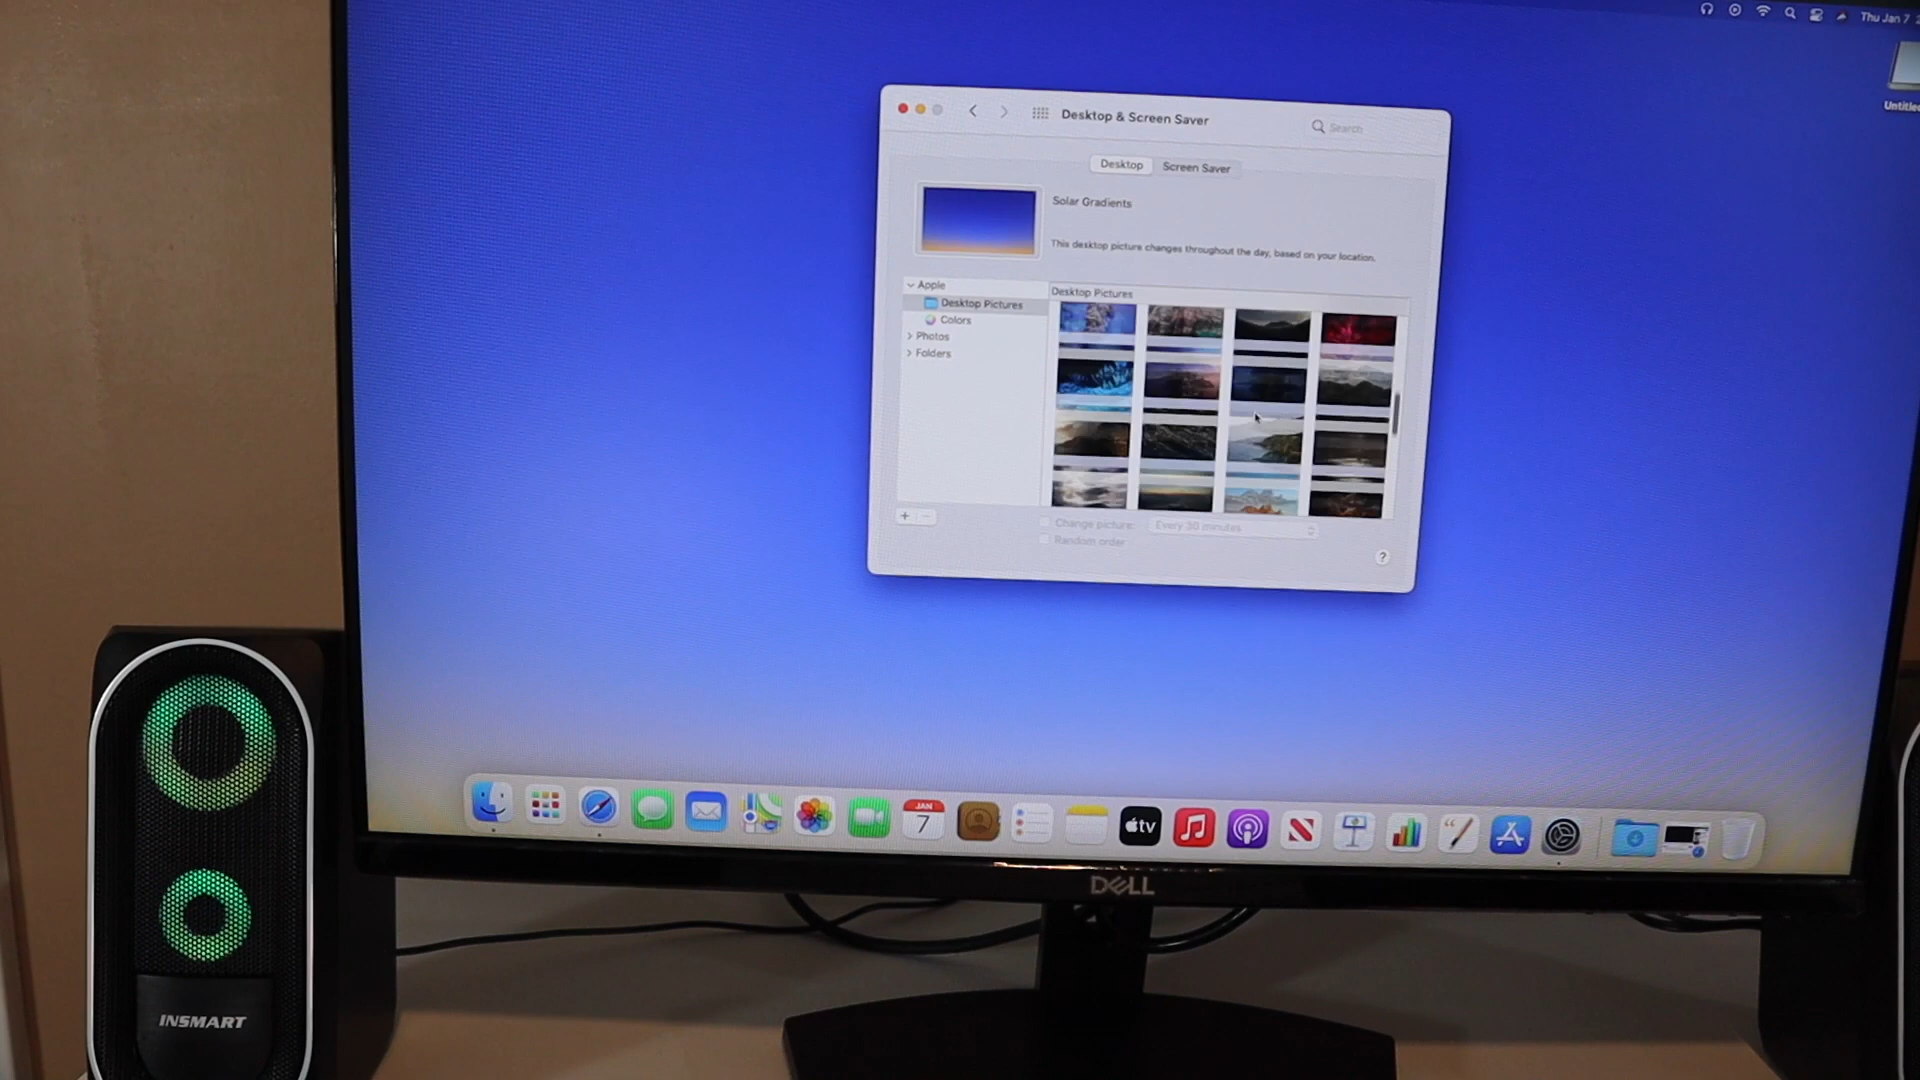 Thu Jan 7
Untitled
Desktop & Screen Saver
Search
Desktop
Screen Saver
Solar Gradients
This desktop picture changes throughout the day, based on your location.
Apple
Desktop Pictures
Desktop Pictures
Colors
Photos
Folders
+
−
Change picture:
Every 30 minutes
Random order
?
JAN
7
tv
DELL
INSMART